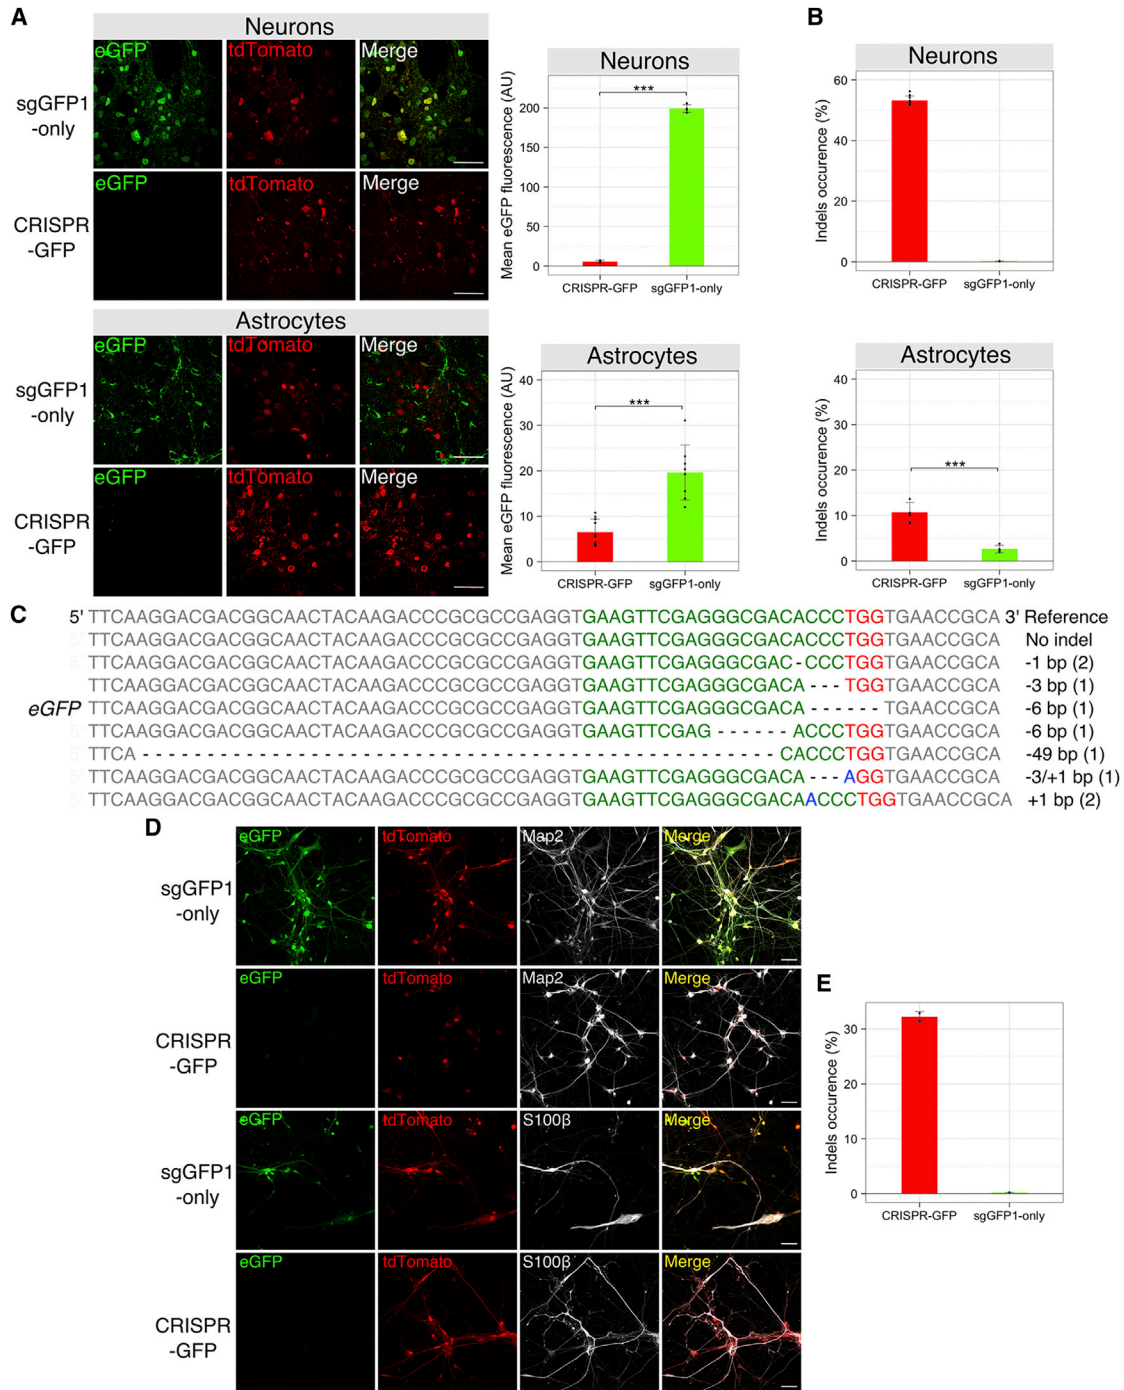 A
Neurons
eGFP tdTomato Merge
sgGFP1
-only
eGFP tdTomato Merge
CRISPR
-GFP
Astrocytes
eGFP tdTomato Merge
sgGFP1
-only
eGFP tdTomato Merge
CRISPR
-GFP
Neurons
Mean eGFP fluorescence (AU)
200
150
100
50
0
***
CRISPR-GFP sgGFP1-only
Astrocytes
Mean eGFP fluorescence (AU)
40
30
20
10
0
***
CRISPR-GFP sgGFP1-only
B
Neurons
Indels occurence (%)
60
40
20
0
CRISPR-GFP sgGFP1-only
Astrocytes
Indels occurence (%)
40
30
20
10
0
***
CRISPR-GFP sgGFP1-only
C
5' TTCAAGGACGACGGCAACTACAAGACCCGCGCCGAGGTGAAGTTCGAGGGCGACACCCTGGTGAACCGCA 3' Reference
5' TTCAAGGACGACGGCAACTACAAGACCCGCGCCGAGGTGAAGTTCGAGGGCGACACCCTGGTGAACCGCA No indel
5' TTCAAGGACGACGGCAACTACAAGACCCGCGCCGAGGTGAAGTTCGAGGGCGAC-CCCTGGTGAACCGCA -1 bp (2)
5' TTCAAGGACGACGGCAACTACAAGACCCGCGCCGAGGTGAAGTTCGAGGGCGACA---TGGTGAACCGCA -3 bp (1)
eGFP TTCAAGGACGACGGCAACTACAAGACCCGCGCCGAGGTGAAGTTCGAGGGCGACA------TGAACCGCA -6 bp (1)
5' TTCAAGGACGACGGCAACTACAAGACCCGCGCCGAGGTGAAGTTCGAG------ACCCTGGTGAACCGCA -6 bp (1)
5' TTCA-------------------------------------------------CACCCTGGTGAACCGCA -49 bp (1)
5' TTCAAGGACGACGGCAACTACAAGACCCGCGCCGAGGTGAAGTTCGAGGGCGACA---AGGTGAACCGCA -3/+1 bp (1)
5' TTCAAGGACGACGGCAACTACAAGACCCGCGCCGAGGTGAAGTTCGAGGGCGACAACCCTGGTGAACCGCA +1 bp (2)
D
eGFP tdTomato Map2 Merge
sgGFP1
-only
eGFP tdTomato Map2 Merge
CRISPR
-GFP
eGFP tdTomato S100β Merge
sgGFP1
-only
eGFP tdTomato S100β Merge
CRISPR
-GFP
E
Indels occurence (%)
30
20
10
0
CRISPR-GFP sgGFP1-only